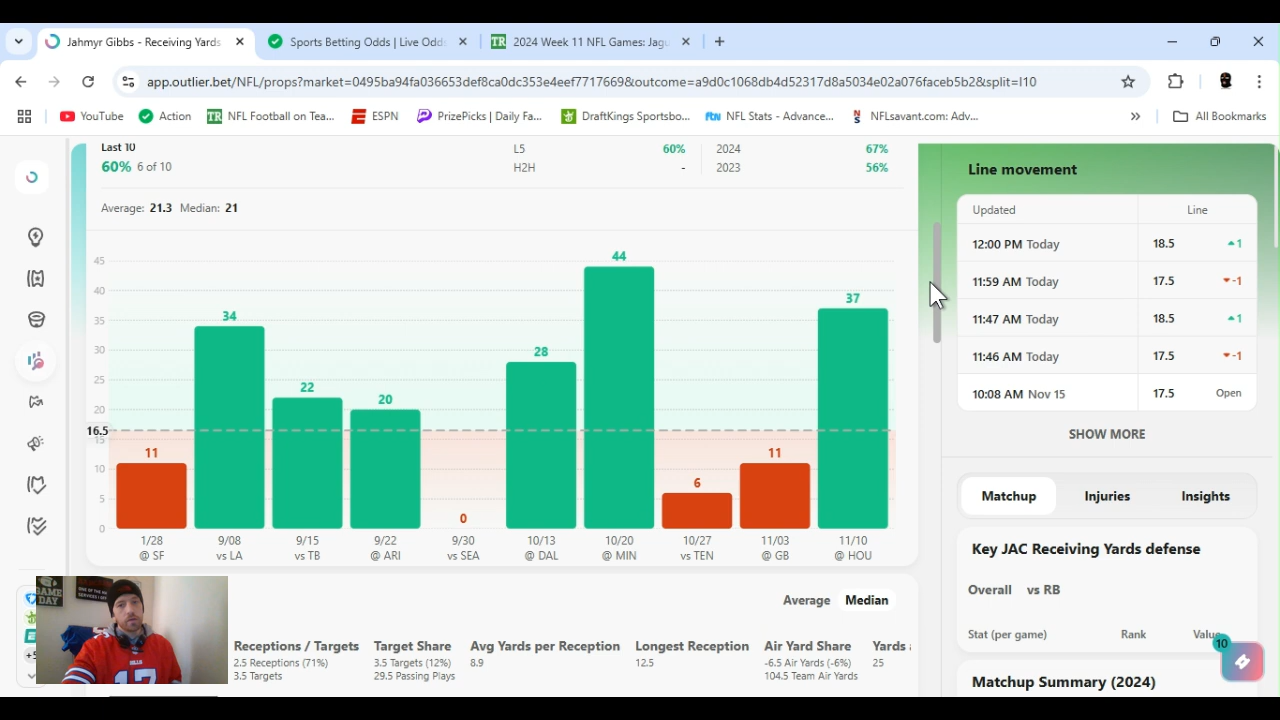 Jahmyr Gibbs - Receiving Yards
Sports Betting Odds | Live Odd
TR 2024 Week 11 NFL Games: Jagu
app.outlier.bet/NFL/props?market=0495ba94fa036653def8ca0dc353e4eef7717669&outcome=a9d0c1068db4d52317d8a5034e02a076faceb5b2&split=l10
YouTube Action TR NFL Football on Tea... ESPN PrizePicks | Daily Fa... DraftKings Sportsbo... ftn NFL Stats - Advance... NFLsavant.com: Adv... » All Bookmarks
Last 10
60% 6 of 10
L5 60% 2024 67%
H2H - 2023 56%
Average: 21.3 Median: 21
45
40
35
30
25
20
16.5
15
10
5
0
11 34 22 20 0 28 44 6 11 37
1/28 9/08 9/15 9/22 9/30 10/13 10/20 10/27 11/03 11/10
@ SF vs LA vs TB @ ARI vs SEA @ DAL @ MIN vs TEN @ GB @ HOU
Average Median
Receptions / Targets Target Share Avg Yards per Reception Longest Reception Air Yard Share Yards
2.5 Receptions (71%) 3.5 Targets (12%) 8.9 12.5 -6.5 Air Yards (-6%) 25
3.5 Targets 29.5 Passing Plays 104.5 Team Air Yards
GAME
DAY
BILLS
17
Line movement
Updated Line
12:00 PM Today 18.5 1
11:59 AM Today 17.5 -1
11:47 AM Today 18.5 1
11:46 AM Today 17.5 -1
10:08 AM Nov 15 17.5 Open
SHOW MORE
Matchup Injuries Insights
Key JAC Receiving Yards defense
Overall vs RB
Stat (per game) Rank Value
10
Matchup Summary (2024)